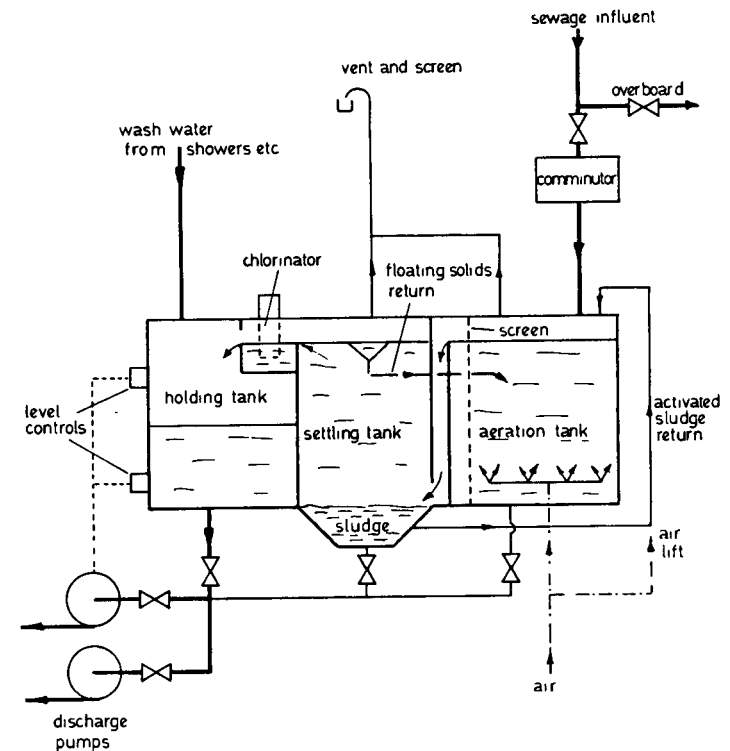 sewage influent
vent and screen
overboard
wash water
from showers etc
comminutor
chlorinator
floating solids
return
screen
holding tank
level
controls
settling tank
aeration tank
activated
sludge
return
sludge
air
lift
air
discharge
pumps